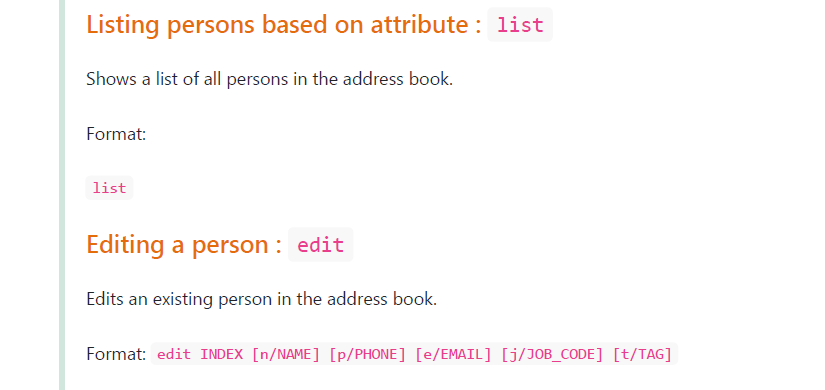 Listing persons based on attribute : list
Shows a list of all persons in the address book.
Format:
list
Editing a person : edit
Edits an existing person in the address book.
Format: edit INDEX [n/NAME] [p/PHONE] [e/EMAIL] [j/JOB_CODE] [t/TAG]